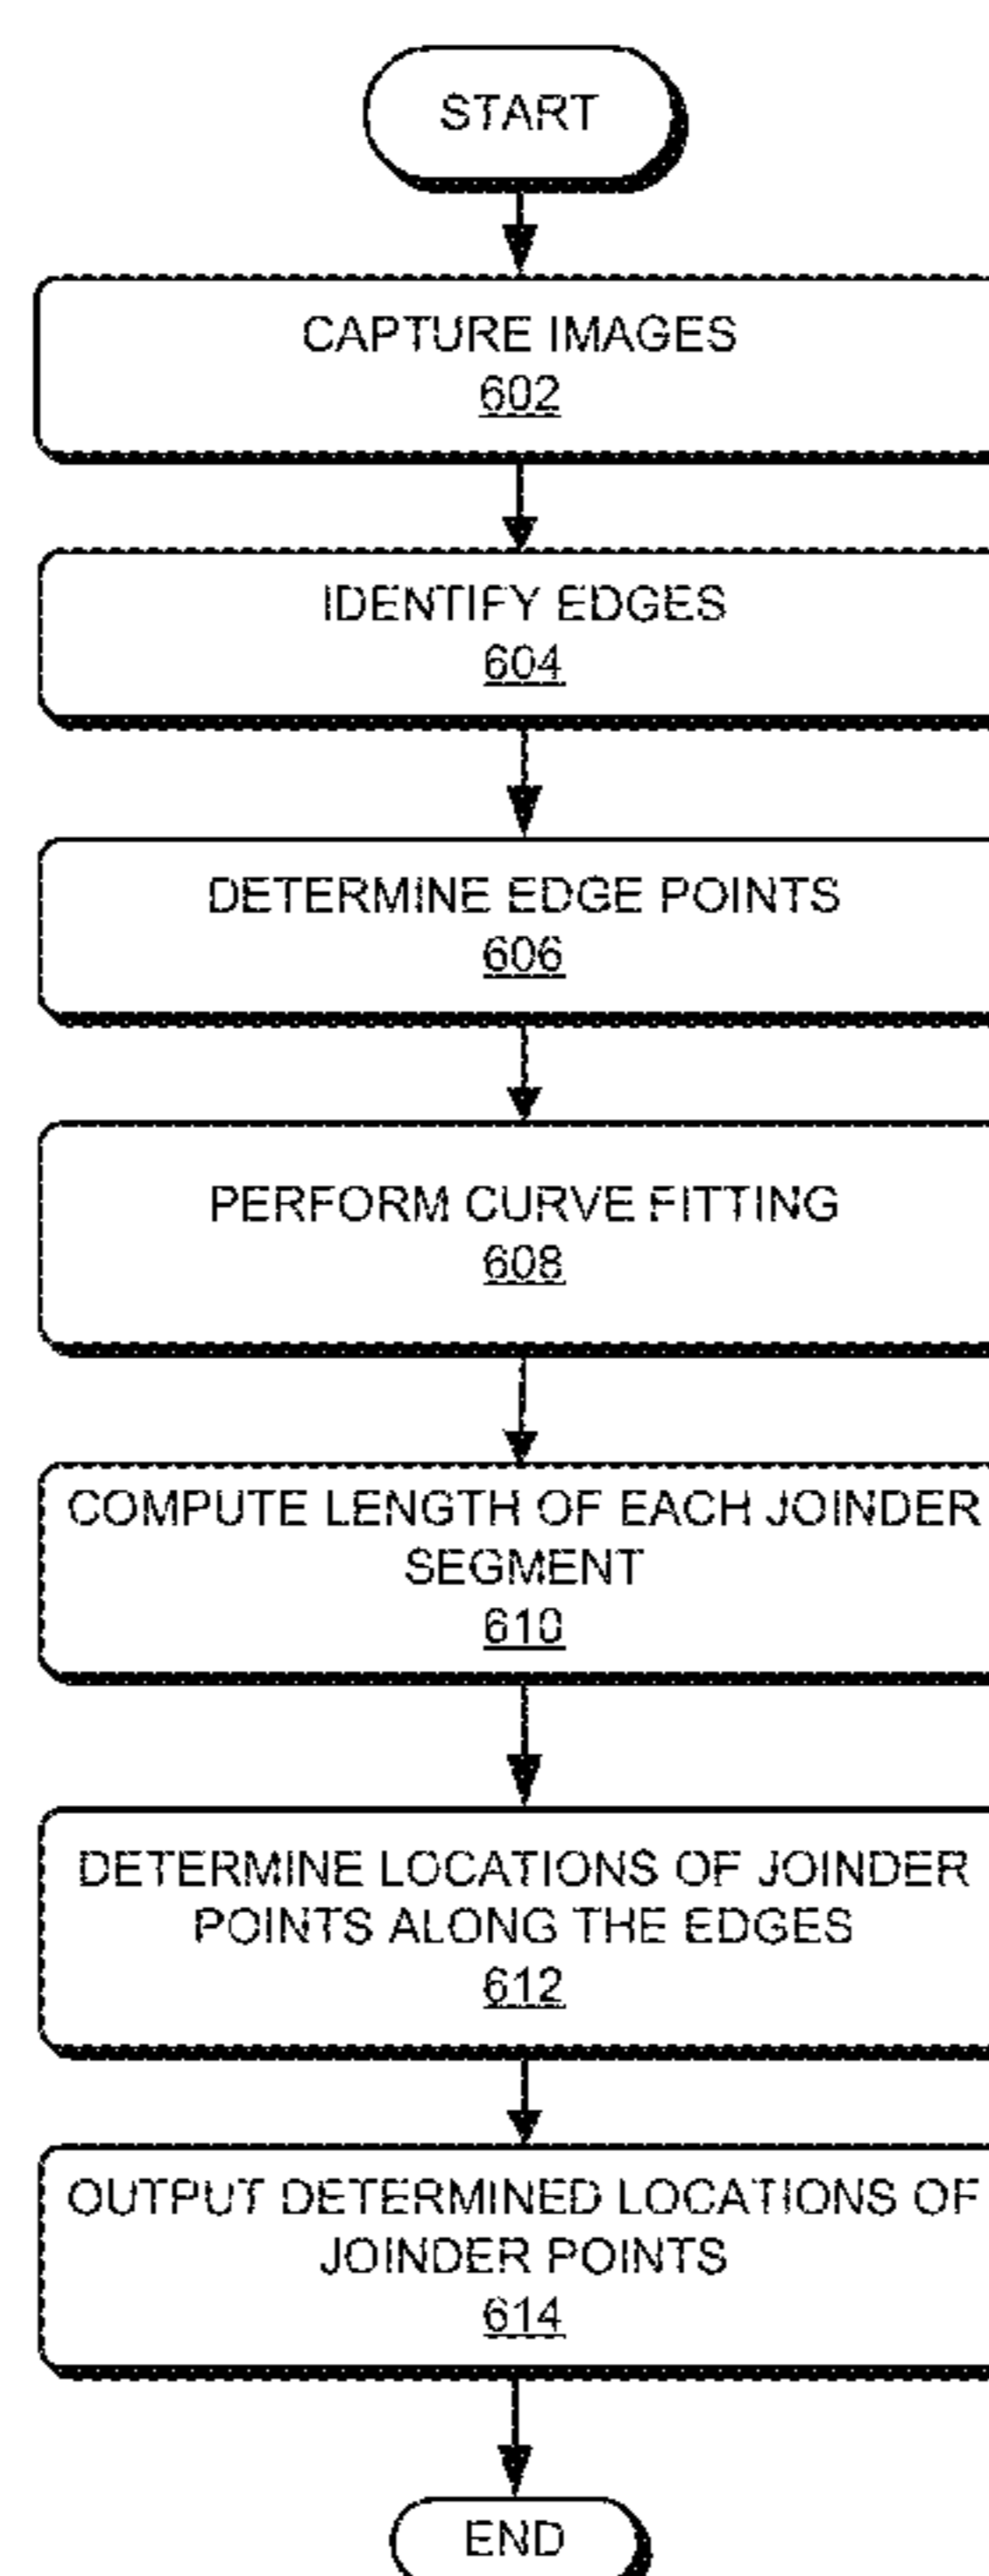 START
CAPTURE IMAGES
602
IDENTIFY EDGES
604
DETERMINE EDGE POINTS
606
PERFORM CURVE FITTING
608
COMPUTE LENGTH OF EACH JOINDER
SEGMENT
610
DETERMINE LOCATIONS OF JOINDER
POINTS ALONG THE EDGES
612
OUTPUT DETERMINED LOCATIONS OF
JOINDER POINTS
614
END